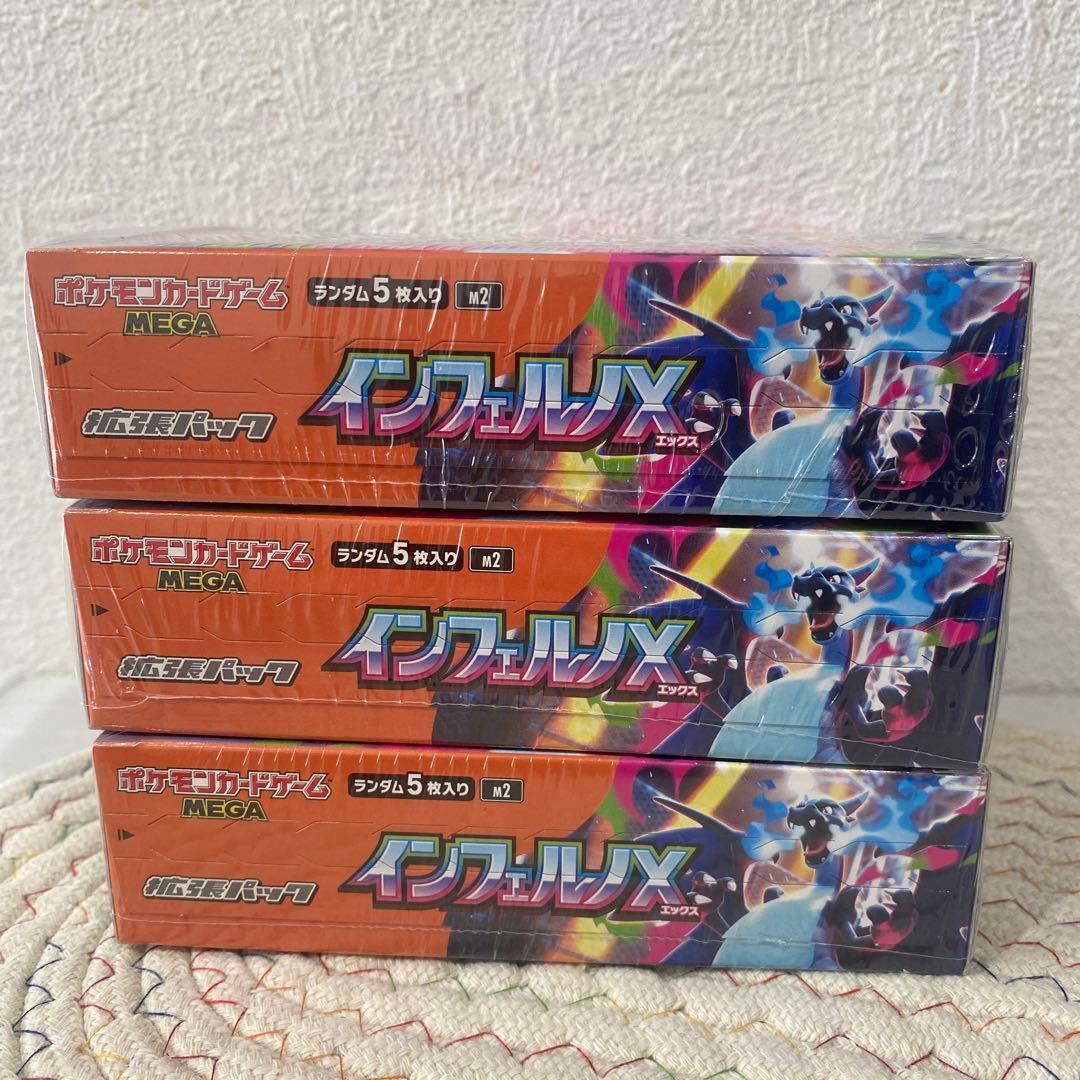 ポケモンカードゲーム
MEGA
ランダム5枚入り M2
拡張パック
インフェルノX
エックス
ポケモンカードゲーム
MEGA
ランダム5枚入り M2
拡張パック
インフェルノX
エックス
ポケモンカードゲーム
MEGA
ランダム5枚入り M2
拡張パック
インフェルノX
エックス